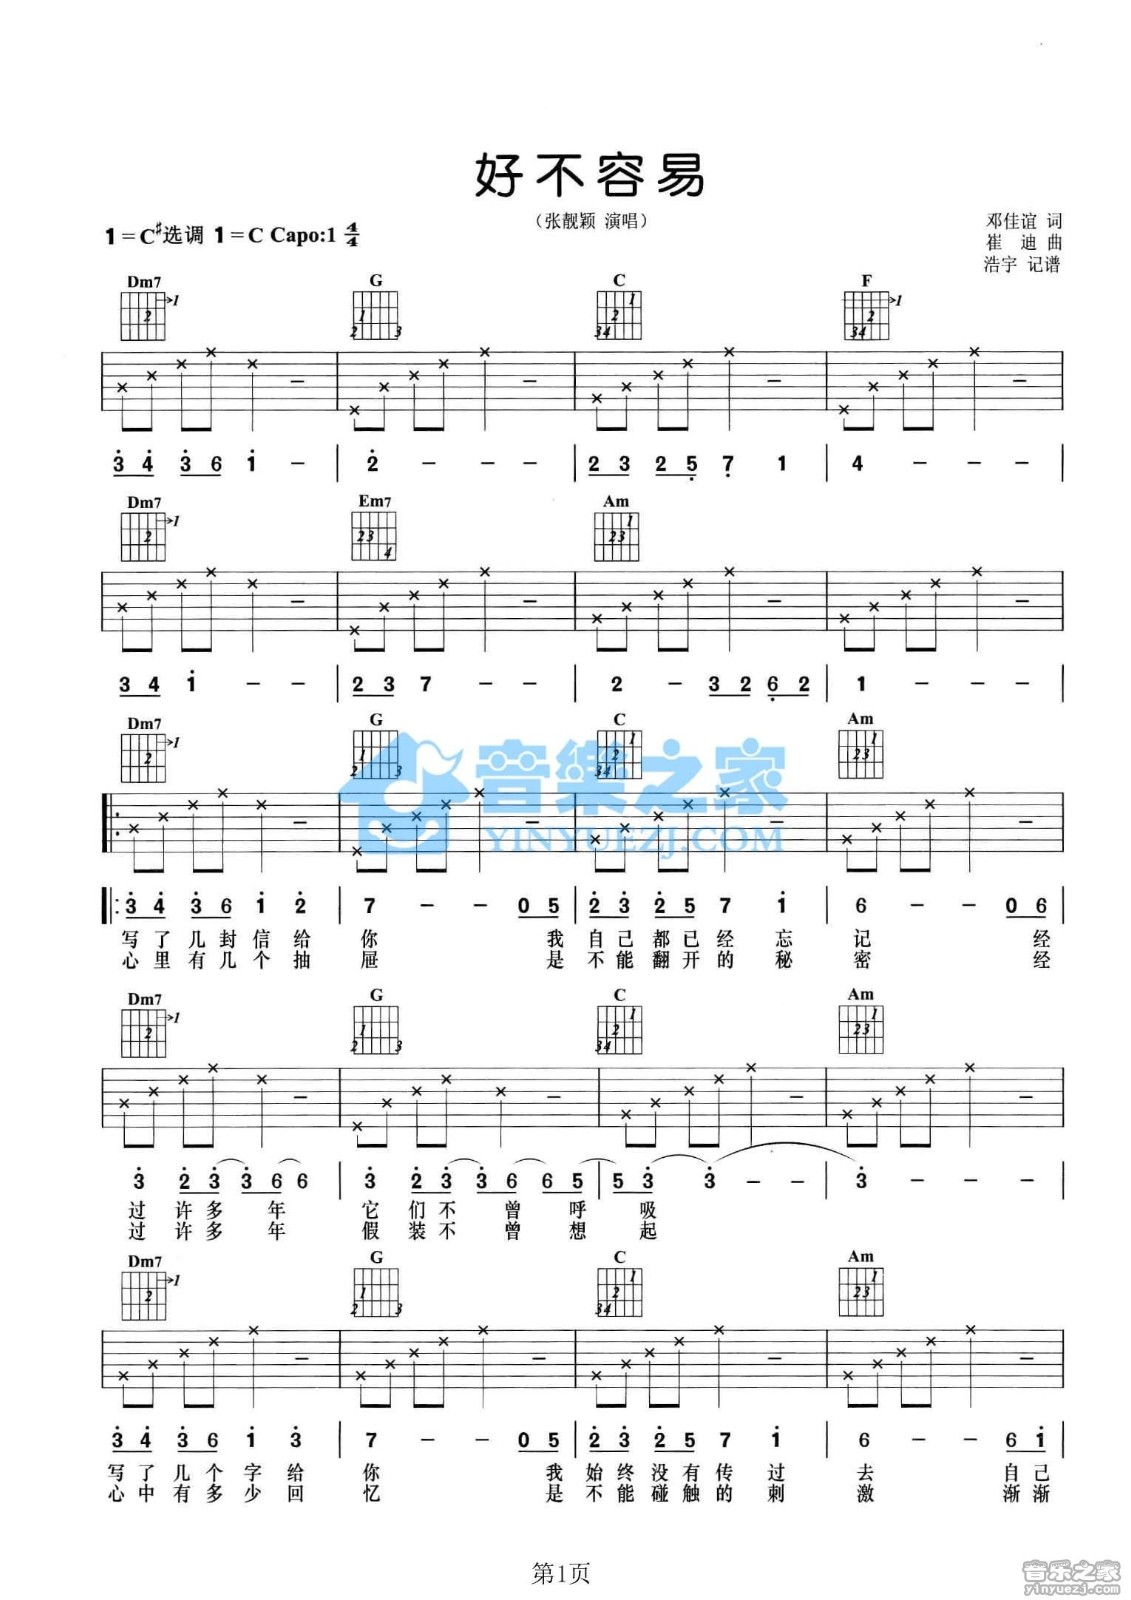 好不容易
（张靓颖 演唱）
1=C#选调 1=C Capo:1 4/4
邓佳谊 词
崔迪 曲
浩宇 记谱
Dm7 G C F
3 4 3 6 1 - 2 - - - 2 3 2 5 7 1 4 - - -
Dm7 Em7 Am
3 4 1 - - 2 3 7 - - 2 - 3 2 6 2 1 - - -
Dm7 G C Am
音樂之家
YINYUEZJ.COM
3 4 3 6 1 2 7 - - 0 5 2 3 2 5 7 1 6 - - 0 6
写了几封信给你 我自己都已经忘记 经
心里有几个抽屉 是不能翻开的秘密 经
Dm7 G C Am
3 2 3 3 6 6 3 2 3 3 6 6 5 5 3 3 - - 3 - - -
过许多年 它们不曾呼吸
过许多年 假装不曾想起
Dm7 G C Am
3 4 3 6 1 3 7 - - 0 5 2 3 2 5 7 1 6 - - 6 1
写了几个字给你 我始终没有传过去 自己
心中有多少回忆 是不能碰触的刺激 渐渐
第1页
音乐之家
yinyuezj.com